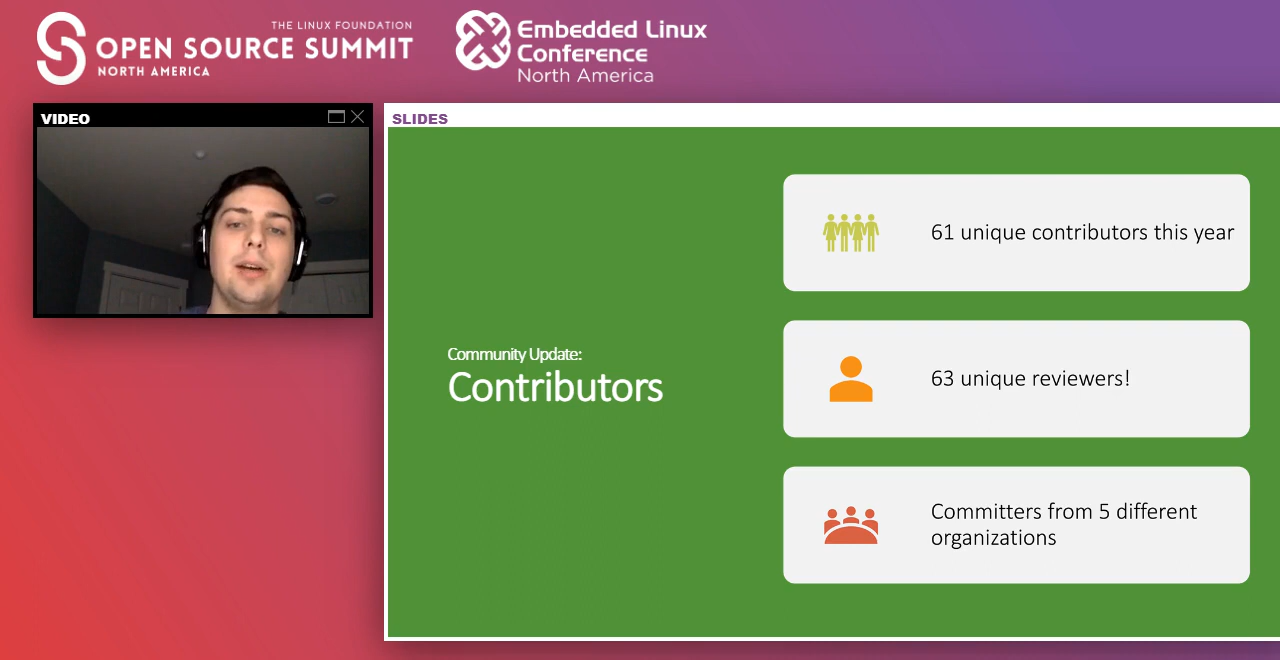 THE LINUX FOUNDATION
OPEN SOURCE SUMMIT
NORTH AMERICA
Embedded Linux
Conference
North America
VIDEO
SLIDES
Community Update:
Contributors
61 unique contributors this year
63 unique reviewers!
Committers from 5 different
organizations